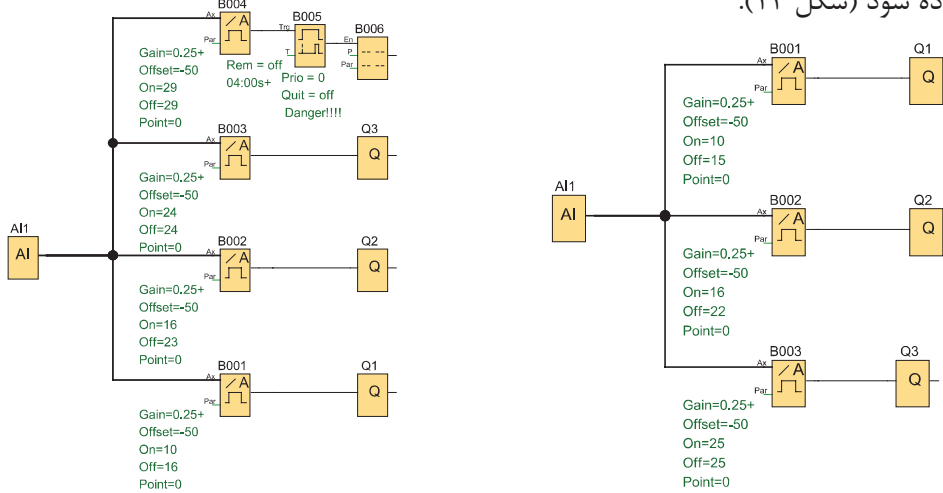 ده شود (شکل ۲۲).
B004
Ax
Par
Gain=0.25+
Offset=-50
On=29
Off=29
Point=0
B005
Trg
T
Rem = off
04:00s+
B006
En
P
Par
Prio = 0
Quit = off
Danger!!!!
B003
Ax
Par
Gain=0.25+
Offset=-50
On=24
Off=24
Point=0
Q3
Q
AI1
AI
B002
Ax
Par
Gain=0.25+
Offset=-50
On=16
Off=23
Point=0
Q2
Q
B001
Ax
Par
Gain=0.25+
Offset=-50
On=10
Off=16
Point=0
Q1
Q
B001
Ax
Par
A
Gain=0.25+
Offset=-50
On=10
Off=15
Point=0
Q1
Q
AI1
AI
B002
Ax
Par
A
Gain=0.25+
Offset=-50
On=16
Off=22
Point=0
Q2
Q
B003
Ax
Par
A
Gain=0.25+
Offset=-50
On=25
Off=25
Point=0
Q3
Q